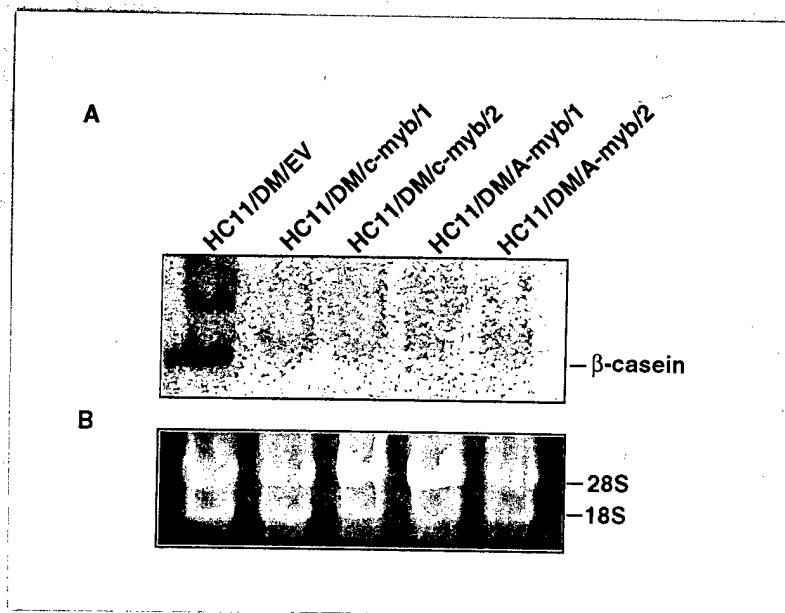 A
HC11/DM/EV
HC11/DM/c-myb/1
HC11/DM/c-myb/2
HC11/DM/A-myb/1
HC11/DM/A-myb/2
β-casein
B
28S
18S